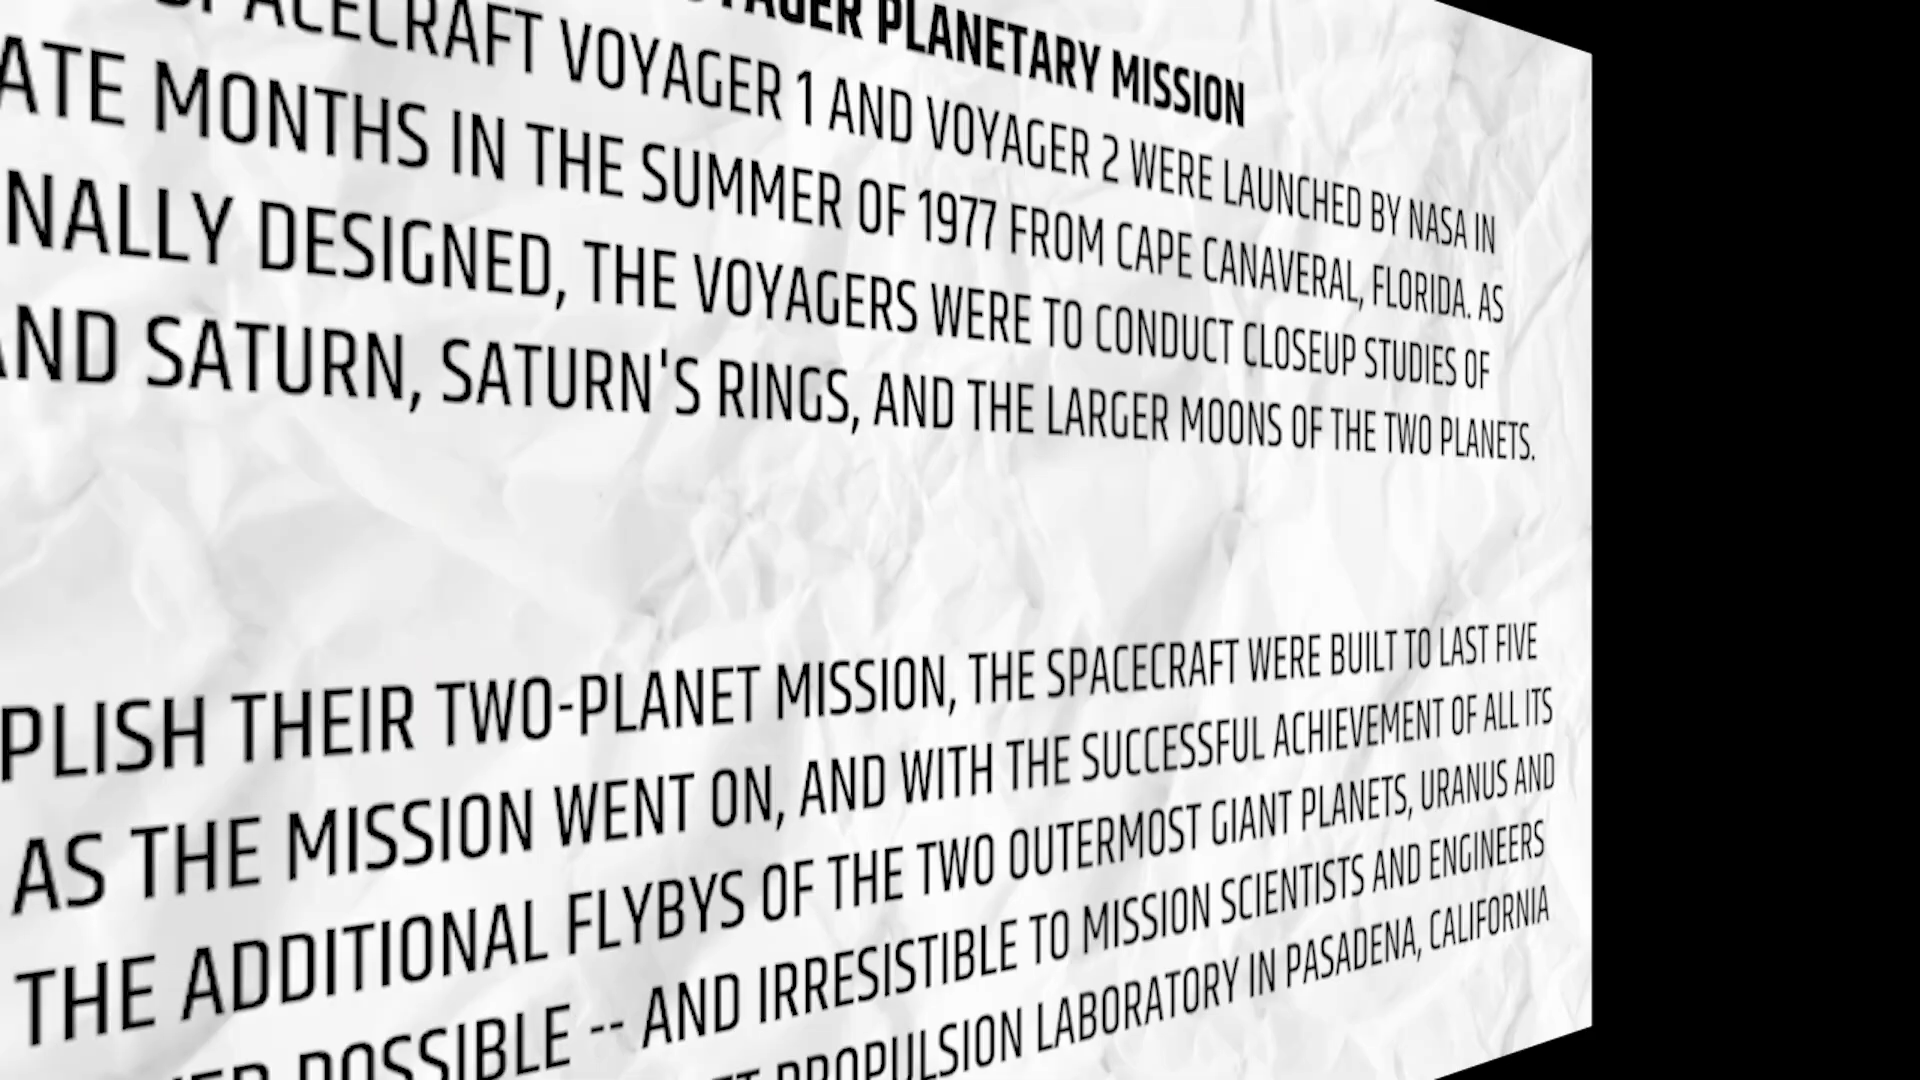 PLANETARY MISSION
SPACECRAFT VOYAGER 1 AND VOYAGER 2 WERE LAUNCHED BY NASA IN
ATE MONTHS IN THE SUMMER OF 1977 FROM CAPE CANAVERAL, FLORIDA. AS
NALLY DESIGNED, THE VOYAGERS WERE TO CONDUCT CLOSEUP STUDIES OF
AND SATURN, SATURN'S RINGS, AND THE LARGER MOONS OF THE TWO PLANETS.
PLISH THEIR TWO-PLANET MISSION, THE SPACECRAFT WERE BUILT TO LAST FIVE
AS THE MISSION WENT ON, AND WITH THE SUCCESSFUL ACHIEVEMENT OF ALL ITS
THE ADDITIONAL FLYBYS OF THE TWO OUTERMOST GIANT PLANETS, URANUS AND
POSSIBLE -- AND IRRESISTIBLE TO MISSION SCIENTISTS AND ENGINEERS
PROPULSION LABORATORY IN PASADENA, CALIFORNIA